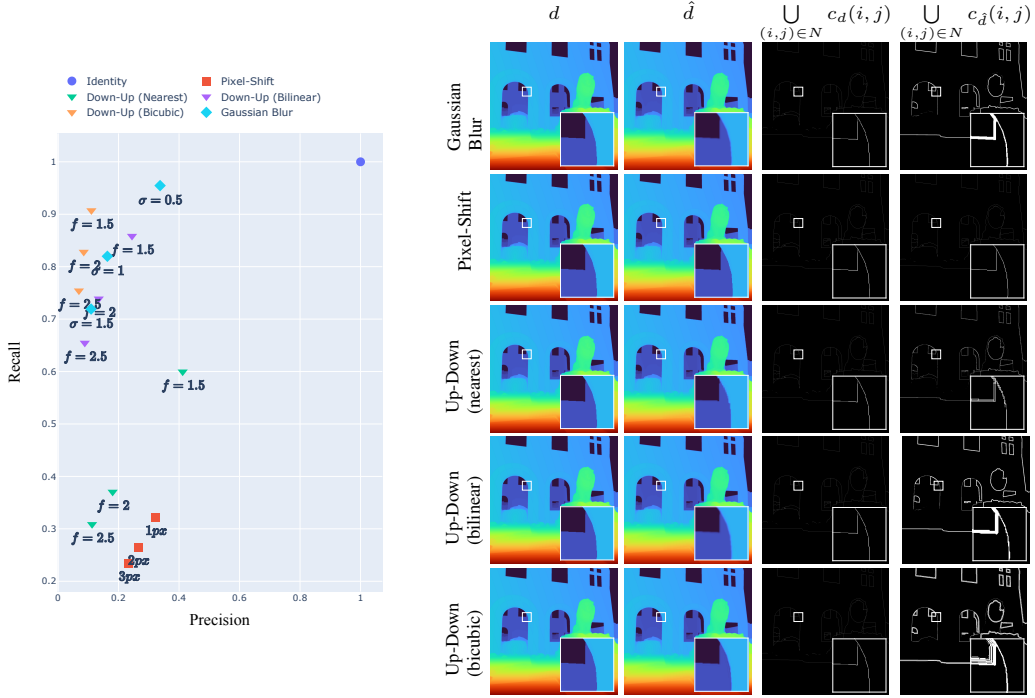 Identity
Pixel-Shift
Down-Up (Nearest)
Down-Up (Bilinear)
Down-Up (Bicubic)
Gaussian Blur
Recall
1
0.9
0.8
0.7
0.6
0.5
0.4
0.3
0.2
σ = 0.5
f = 1.5
f = 1.5
f = 2
σ = 1
f = 2.5
f = 2
σ = 1.5
f = 2.5
f = 1.5
f = 2
f = 2.5
1px
2px
3px
0 0.2 0.4 0.6 0.8 1
Precision
d d̂ ⋃ c_d(i, j) ⋃ c_d̂(i, j)
(i,j)∈N (i,j)∈N
Gaussian
Blur
Pixel-Shift
Up-Down
(nearest)
Up-Down
(bilinear)
Up-Down
(bicubic)